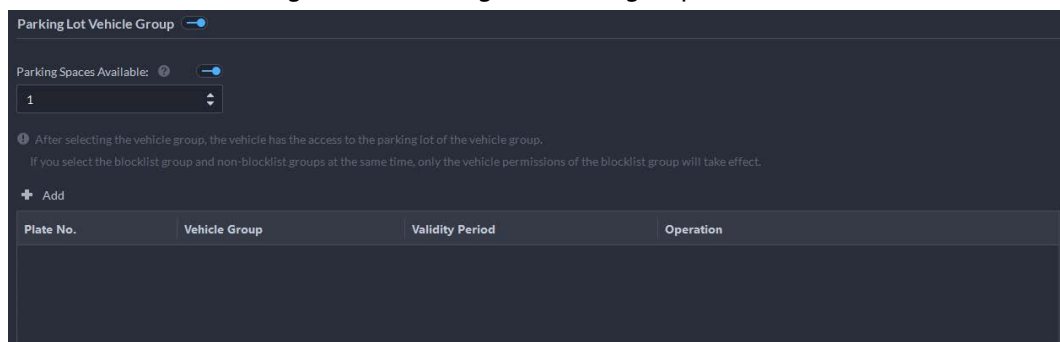 Parking Lot Vehicle Group
Parking Spaces Available:
1
After selecting the vehicle group, the vehicle has the access to the parking lot of the vehicle group.
If you select the blocklist group and non-blocklist groups at the same time, only the vehicle permissions of the blocklist group will take effect.
Add
Plate No. Vehicle Group Validity Period Operation